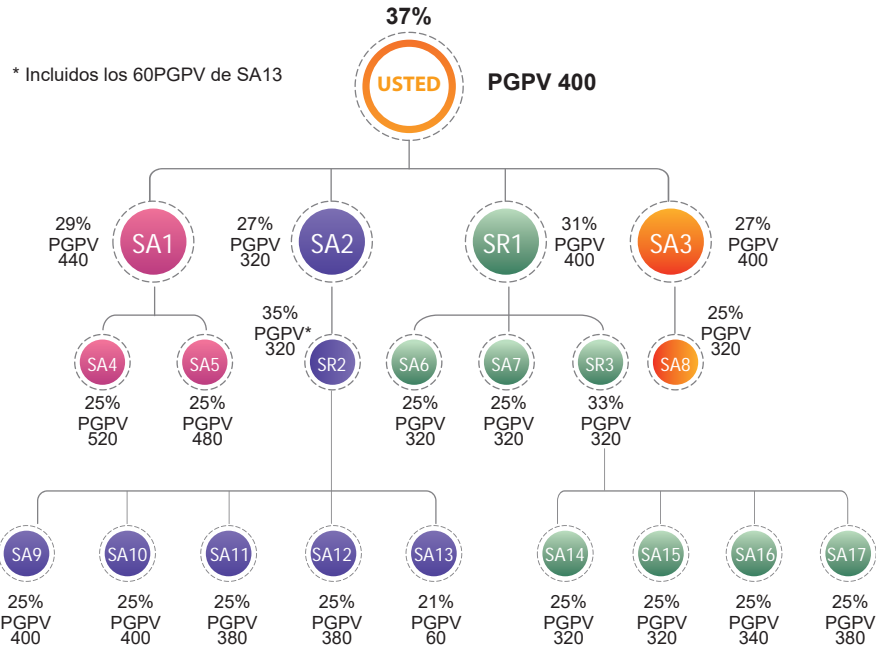 37%
* Incluidos los 60PGPV de SA13
USTED
PGPV 400
29%
PGPV
440
SA1
27%
PGPV
320
SA2
SR1
31%
PGPV
400
SA3
27%
PGPV
400
SA4
25%
PGPV
520
SA5
25%
PGPV
480
35%
PGPV*
320
SR2
SA6
25%
PGPV
320
SA7
25%
PGPV
320
SR3
33%
PGPV
320
SA8
25%
PGPV
320
SA9
25%
PGPV
400
SA10
25%
PGPV
400
SA11
25%
PGPV
380
SA12
25%
PGPV
380
SA13
21%
PGPV
60
SA14
25%
PGPV
320
SA15
25%
PGPV
320
SA16
25%
PGPV
340
SA17
25%
PGPV
380